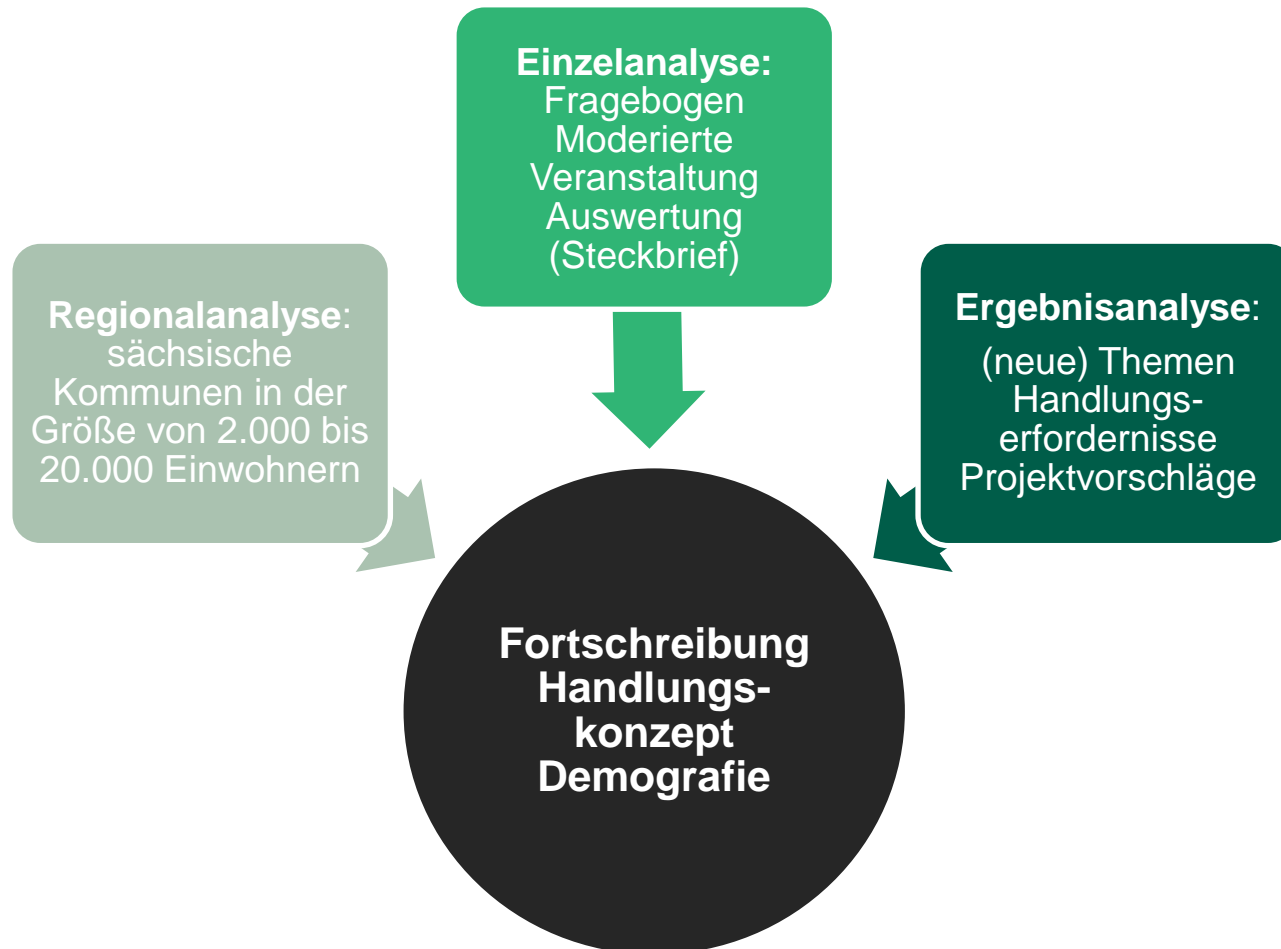 Regionalanalyse:
sächsische
Kommunen in der
Größe von 2.000 bis
20.000 Einwohnern
Einzelanalyse:
Fragebogen
Moderierte
Veranstaltung
Auswertung
(Steckbrief)
Ergebnisanalyse:
(neue) Themen
Handlungs-
erfordernisse
Projektvorschläge
Fortschreibung
Handlungs-
konzept
Demografie